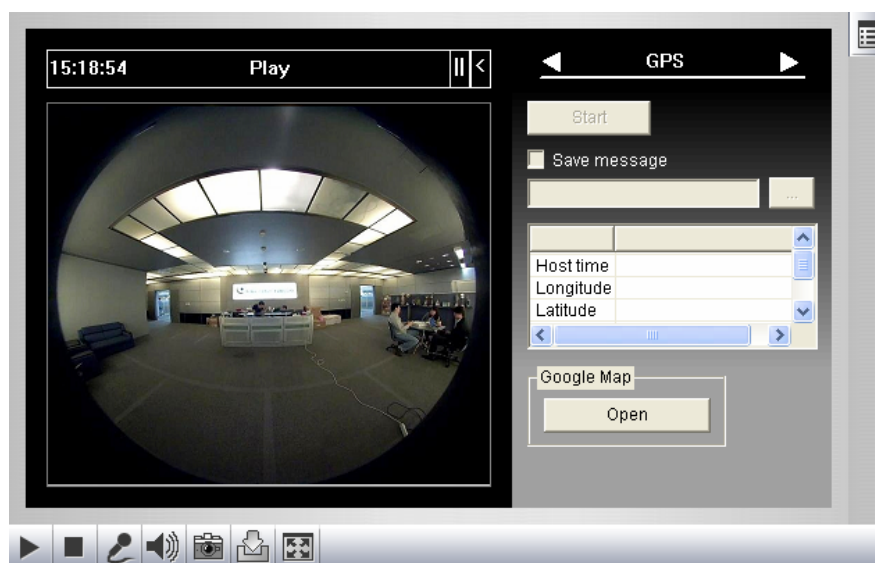 15:18:54 Play
GPS
Start
Save message
...
Host time
Longitude
Latitude
Google Map
Open